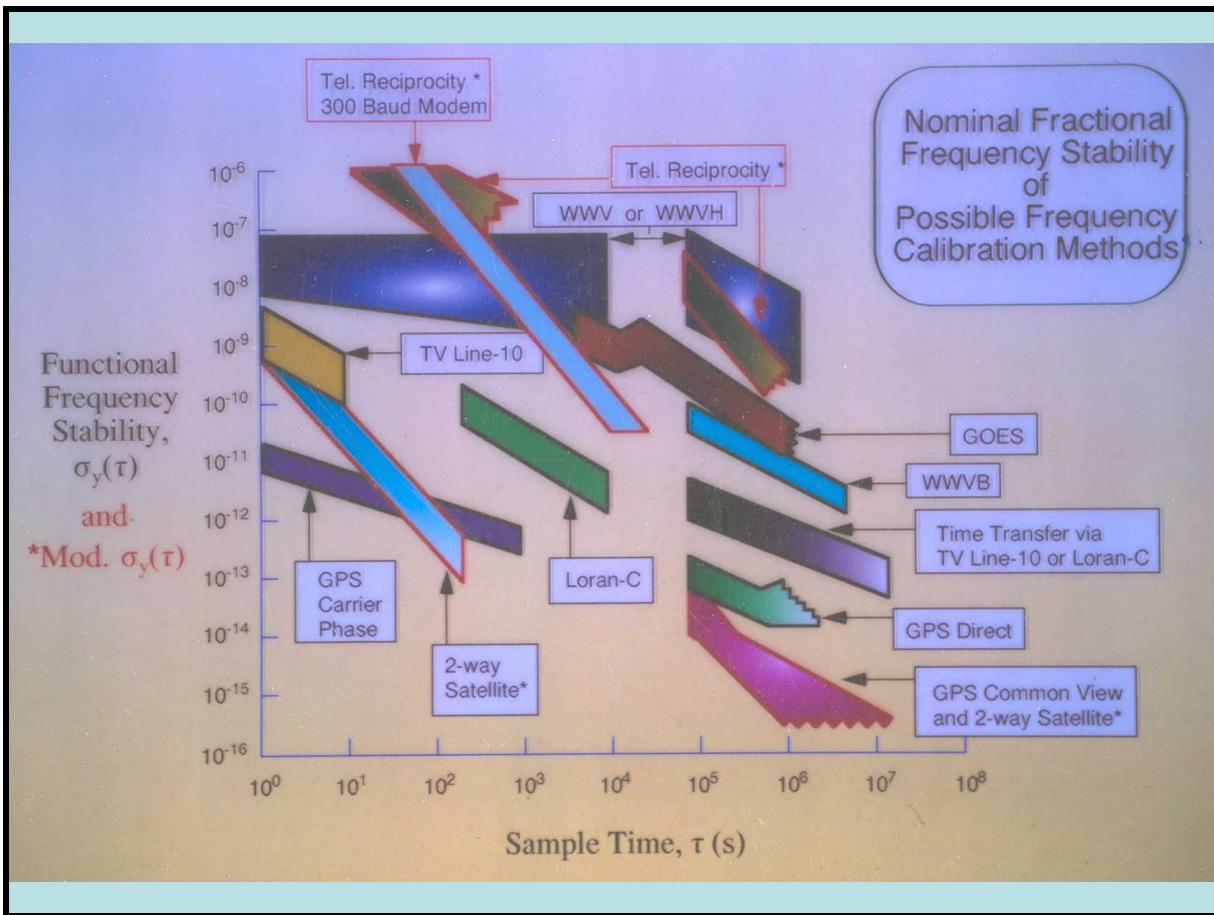 Tel. Reciprocity *
300 Baud Modem
Nominal Fractional
Frequency Stability
of
Possible Frequency
Calibration Methods
Tel. Reciprocity *
WWV or WWVH
10⁻⁶
10⁻⁷
10⁻⁸
10⁻⁹
10⁻¹⁰
10⁻¹¹
10⁻¹²
10⁻¹³
10⁻¹⁴
10⁻¹⁵
10⁻¹⁶
Functional
Frequency
Stability,
σy(τ)
and
*Mod. σy(τ)
TV Line-10
GOES
WWVB
Time Transfer via
TV Line-10 or Loran-C
GPS
Carrier
Phase
Loran-C
GPS Direct
2-way
Satellite*
GPS Common View
and 2-way Satellite*
10⁰ 10¹ 10² 10³ 10⁴ 10⁵ 10⁶ 10⁷ 10⁸
Sample Time, τ (s)